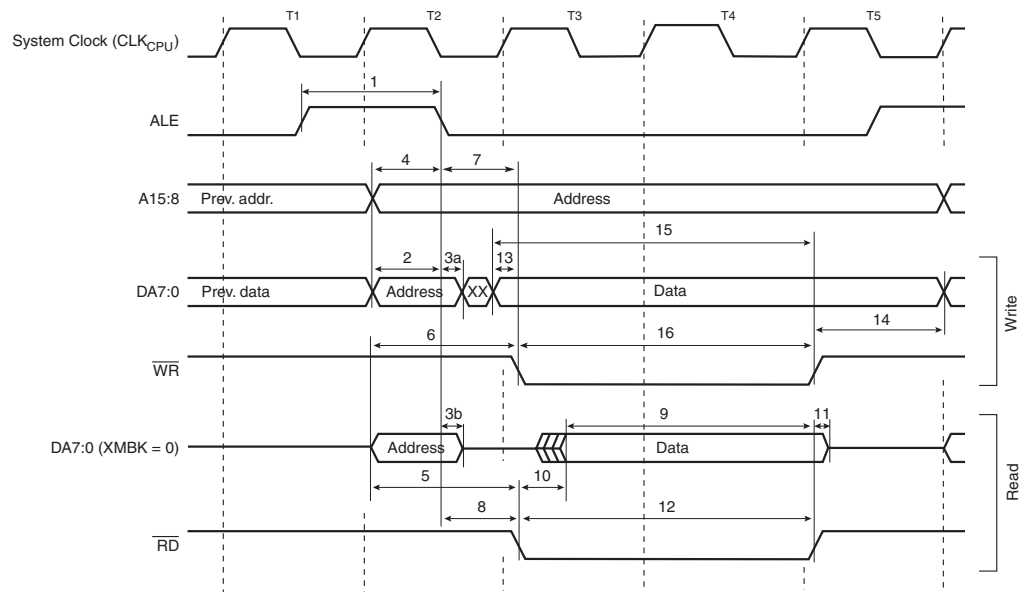 T1 T2 T3 T4 T5
System Clock (CLKCPU)
1
ALE
4 7
A15:8 Prev. addr. Address
15
2 3a 13
DA7:0 Prev. data Address XX Data
14
6 16
WR
Write
3b 9 11
DA7:0 (XMBK = 0) Address Data
5 10
8 12
RD
Read